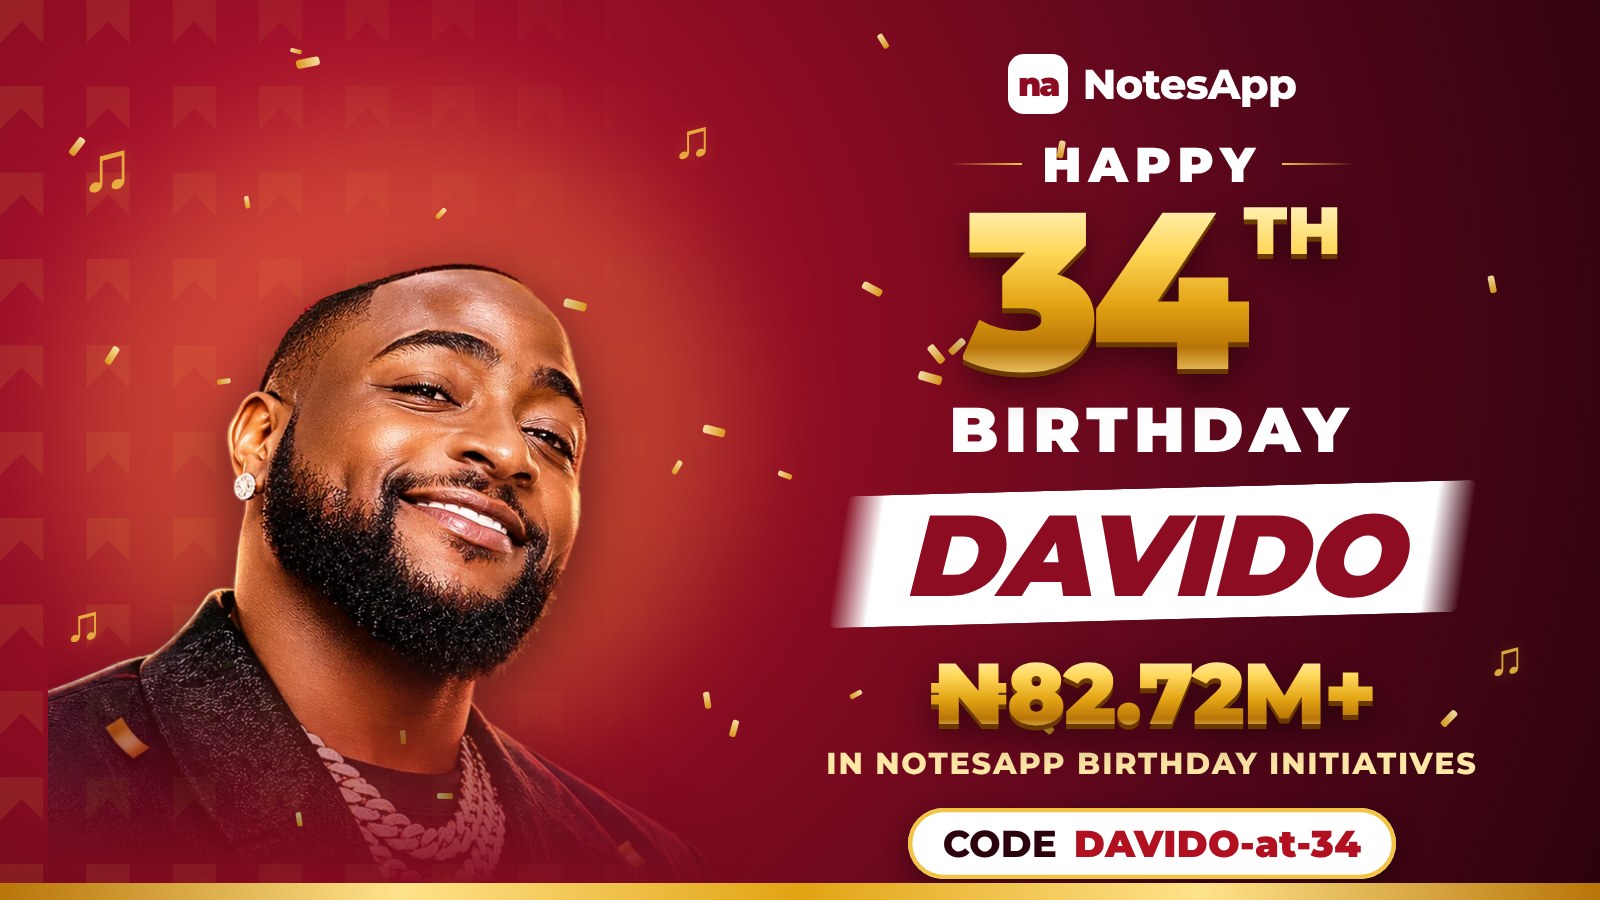 na NotesApp
HAPPY
34TH
BIRTHDAY
DAVIDO
₦82.72M+
IN NOTESAPP BIRTHDAY INITIATIVES
CODE DAVIDO-at-34